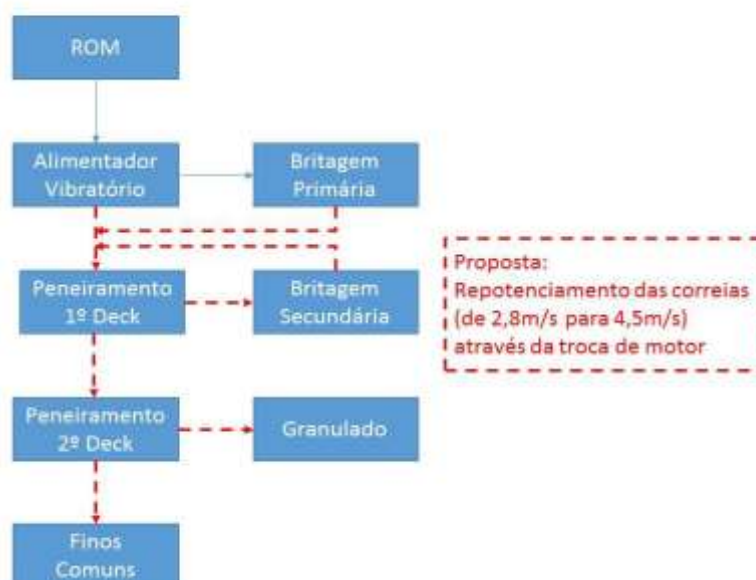 ROM
Alimentador
Vibratório
Britagem
Primária
Peneiramento
1º Deck
Britagem
Secundária
Proposta:
Repotenciamento das correias
(de 2,8m/s para 4,5m/s)
através da troca de motor
Peneiramento
2º Deck
Granulado
Finos
Comuns